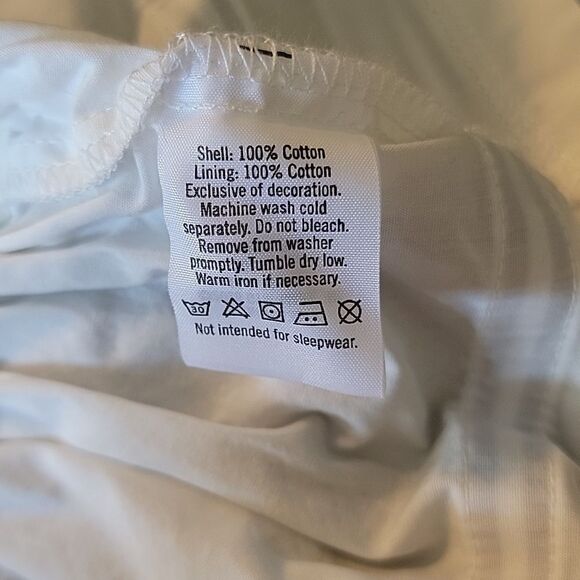 Shell: 100% Cotton
Lining: 100% Cotton
Exclusive of decoration.
Machine wash cold
separately. Do not bleach.
Remove from washer
promptly. Tumble dry low.
Warm iron if necessary.
30
Not intended for sleepwear.